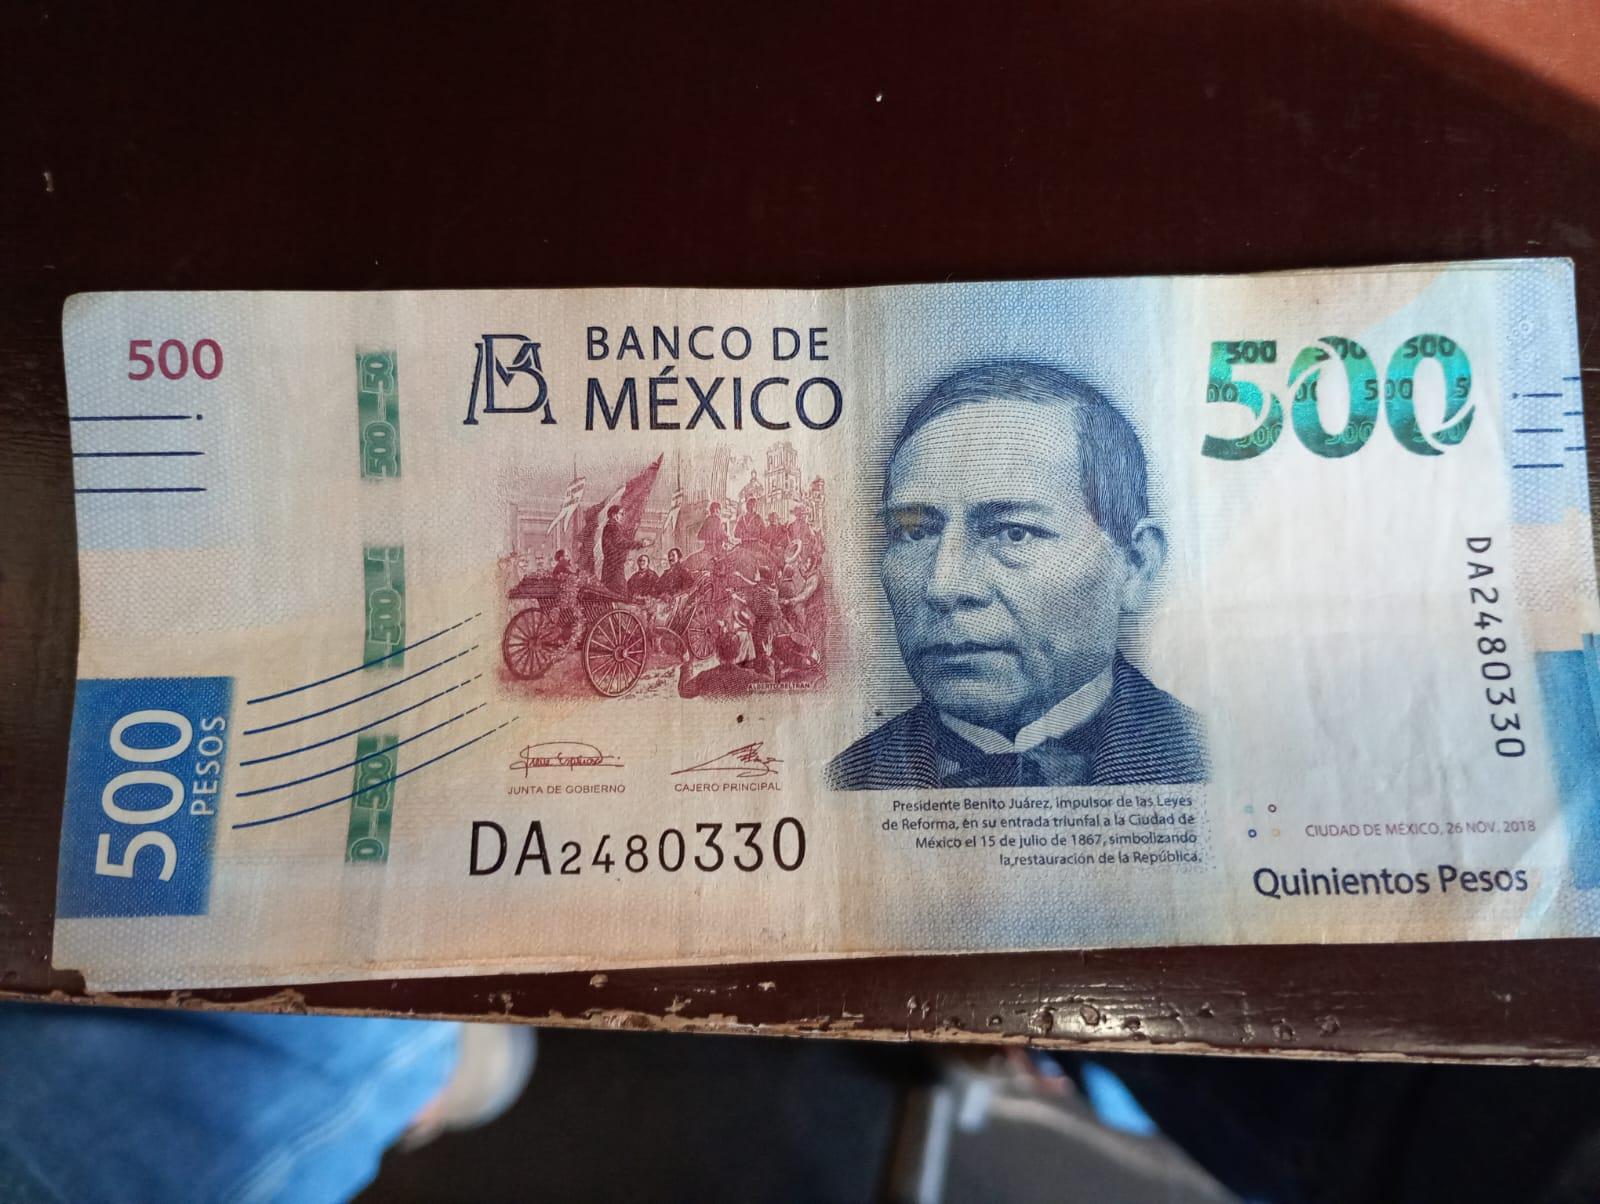 500
BM
BANCO DE
MÉXICO
500
500
PESOS
ALBERTO BELTRÁN
JUNTA DE GOBIERNO
CAJERO PRINCIPAL
DA2480330
DA2480330
Presidente Benito Juárez, impulsor de las Leyes
de Reforma, en su entrada triunfal a la Ciudad de
México el 15 de julio de 1867, simbolizando
la restauración de la República.
CIUDAD DE MÉXICO, 26 NOV. 2018
Quinientos Pesos